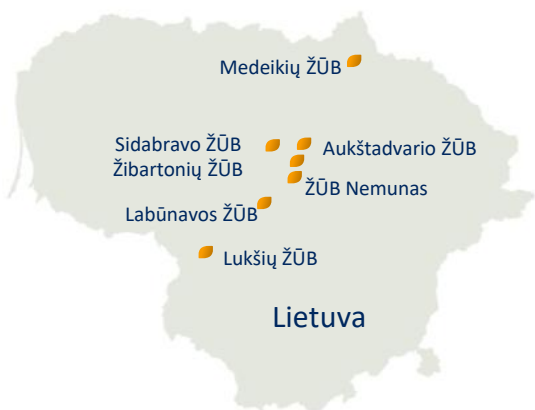 Medeikių ŽŪB
Sidabravo ŽŪB
Aukštadvario ŽŪB
Žibartonių ŽŪB
ŽŪB Nemunas
Labūnavos ŽŪB
Lukšių ŽŪB
Lietuva